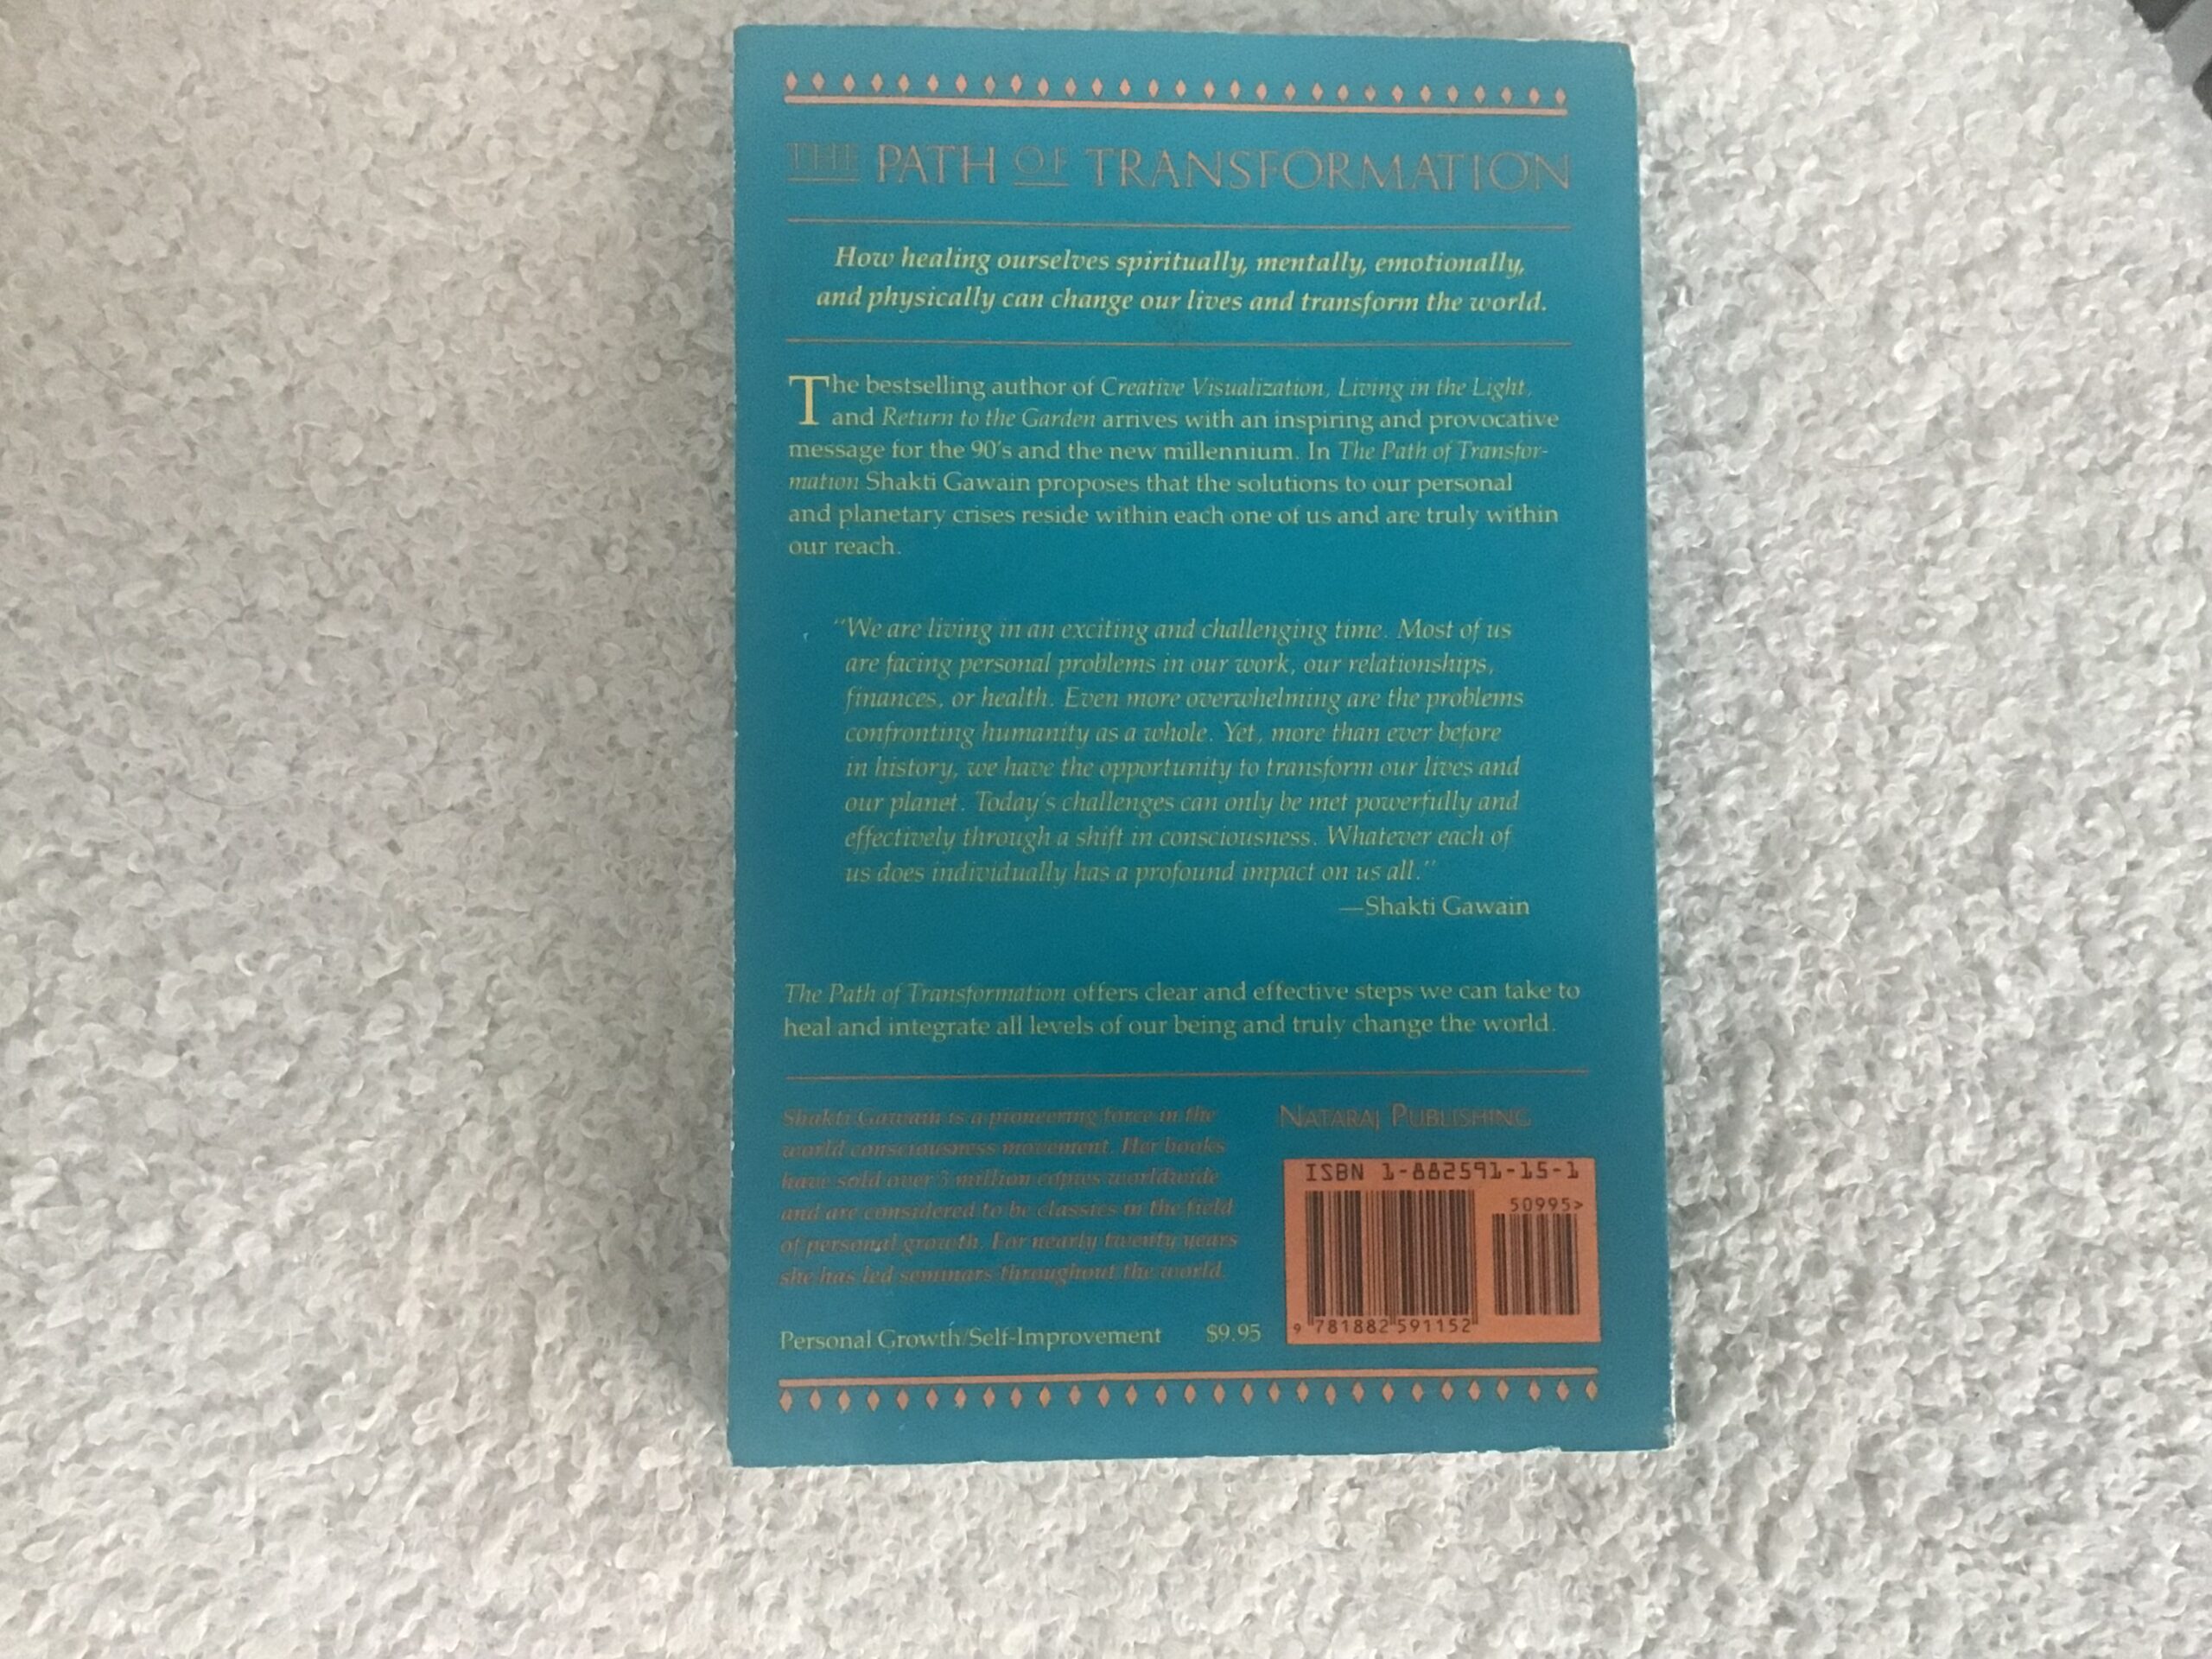 THE PATH OF TRANSFORMATION
How healing ourselves spiritually, mentally, emotionally,
and physically can change our lives and transform the world.
The bestselling author of Creative Visualization, Living in the Light,
and Return to the Garden arrives with an inspiring and provocative
message for the 90's and the new millennium. In The Path of Transfor-
mation Shakti Gawain proposes that the solutions to our personal
and planetary crises reside within each one of us and are truly within
our reach.
"We are living in an exciting and challenging time. Most of us
are facing personal problems in our work, our relationships,
finances, or health. Even more overwhelming are the problems
confronting humanity as a whole. Yet, more than ever before
in history, we have the opportunity to transform our lives and
our planet. Today's challenges can only be met powerfully and
effectively through a shift in consciousness. Whatever each of
us does individually has a profound impact on us all."
—Shakti Gawain
The Path of Transformation offers clear and effective steps we can take to
heal and integrate all levels of our being and truly change the world.
Shakti Gawain is a pioneering force in the
world consciousness movement. Her books
have sold over 3 million copies worldwide
and are considered to be classics in the field
of personal growth. For nearly twenty years
she has led seminars throughout the world.
Personal Growth/Self-Improvement $9.95
NATARAJ PUBLISHING
ISBN 1-882591-15-1
50995>
9 781882 591152